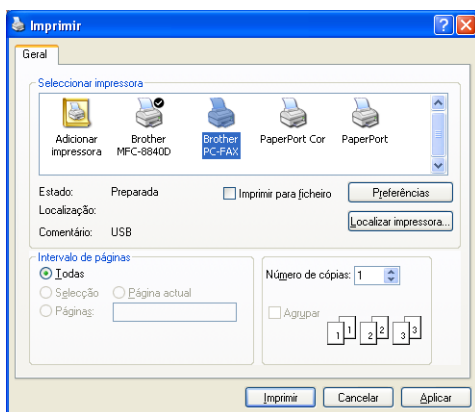 Imprimir
Geral
Seleccionar impressora
Adicionar impressora
Brother MFC-8840D
Brother PC-FAX
PaperPort Cor
PaperPort
Estado: Preparada
Imprimir para ficheiro
Preferências
Localização:
Localizar impressora...
Comentário: USB
Intervalo de páginas
Todas
Selecção
Página actual
Páginas:
Número de cópias: 1
Agrupar
1 1 2 2 3 3
Imprimir
Cancelar
Aplicar